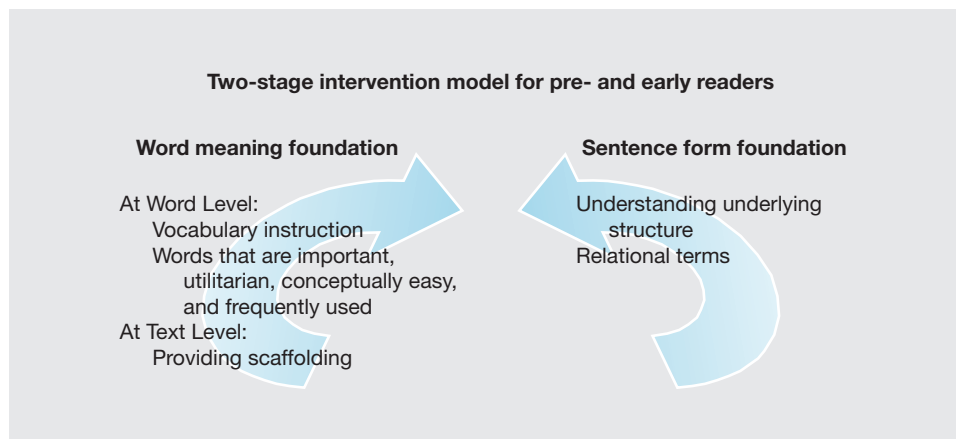 Two-stage intervention model for pre- and early readers
Word meaning foundation
At Word Level:
Vocabulary instruction
Words that are important,
utilitarian, conceptually easy,
and frequently used
At Text Level:
Providing scaffolding
Sentence form foundation
Understanding underlying
structure
Relational terms